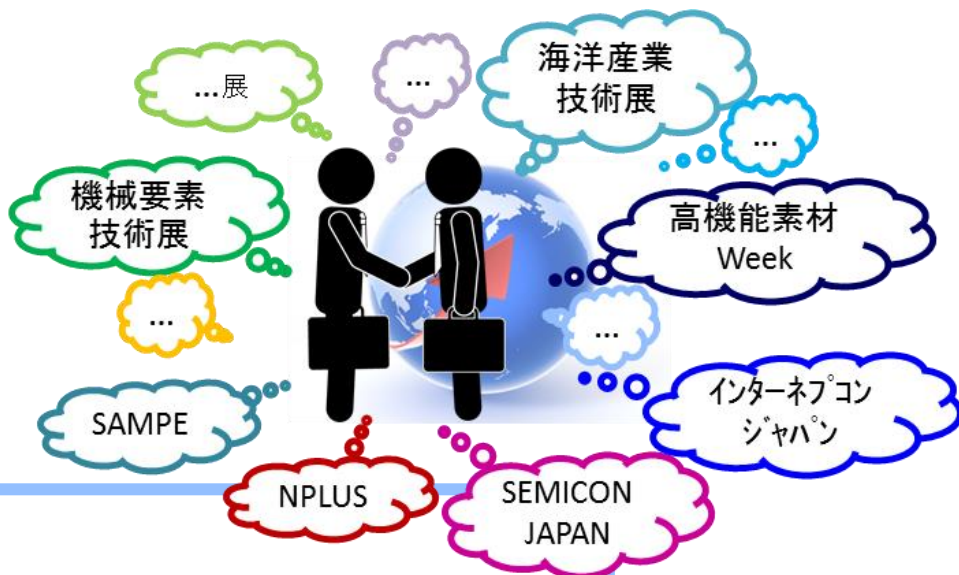 ...展
...
海洋産業
技術展
...
機械要素
技術展
高機能素材
Week
...
...
SAMPE
インターネプコン
ジャパン
NPLUS
SEMICON
JAPAN